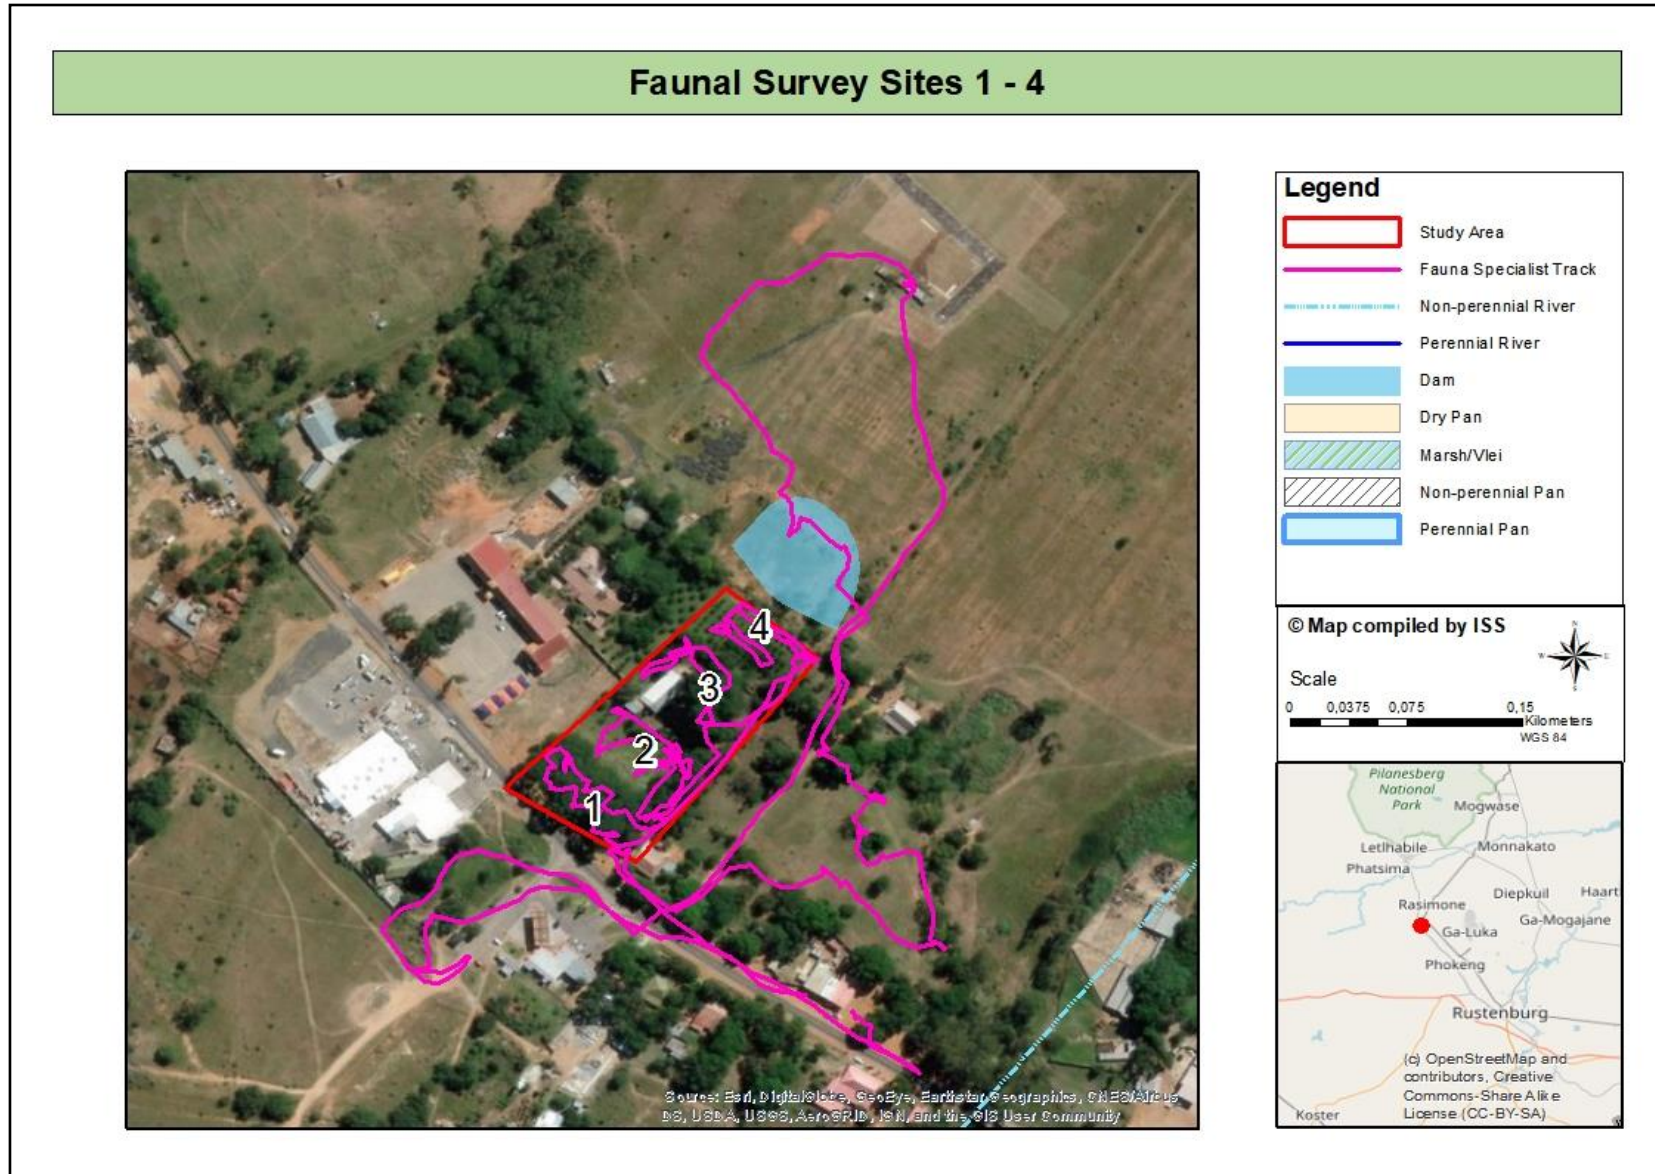 Faunal Survey Sites 1 - 4
4
3
2
1
Source: Esri, DigitalGlobe, GeoEye, Earthstar Geographics, CNES/Airbus
DS, USDA, USGS, AeroGRID, IGN, and the GIS User Community
Legend
Study Area
Fauna Specialist Track
Non-perennial River
Perennial River
Dam
Dry Pan
Marsh/Vlei
Non-perennial Pan
Perennial Pan
© Map compiled by ISS
N
W E
S
Scale
0 0,0375 0,075 0,15
Kilometers
WGS 84
Pilanesberg
National
Park
Mogwase
Letlhabile
Monnakato
Phatsima
Diepkuil
Haart
Rasimone
Ga-Mogajane
Ga-Luka
Phokeng
Rustenburg
(c) OpenStreetMap and
contributors, Creative
Commons-Share Alike
License (CC-BY-SA)
Koster